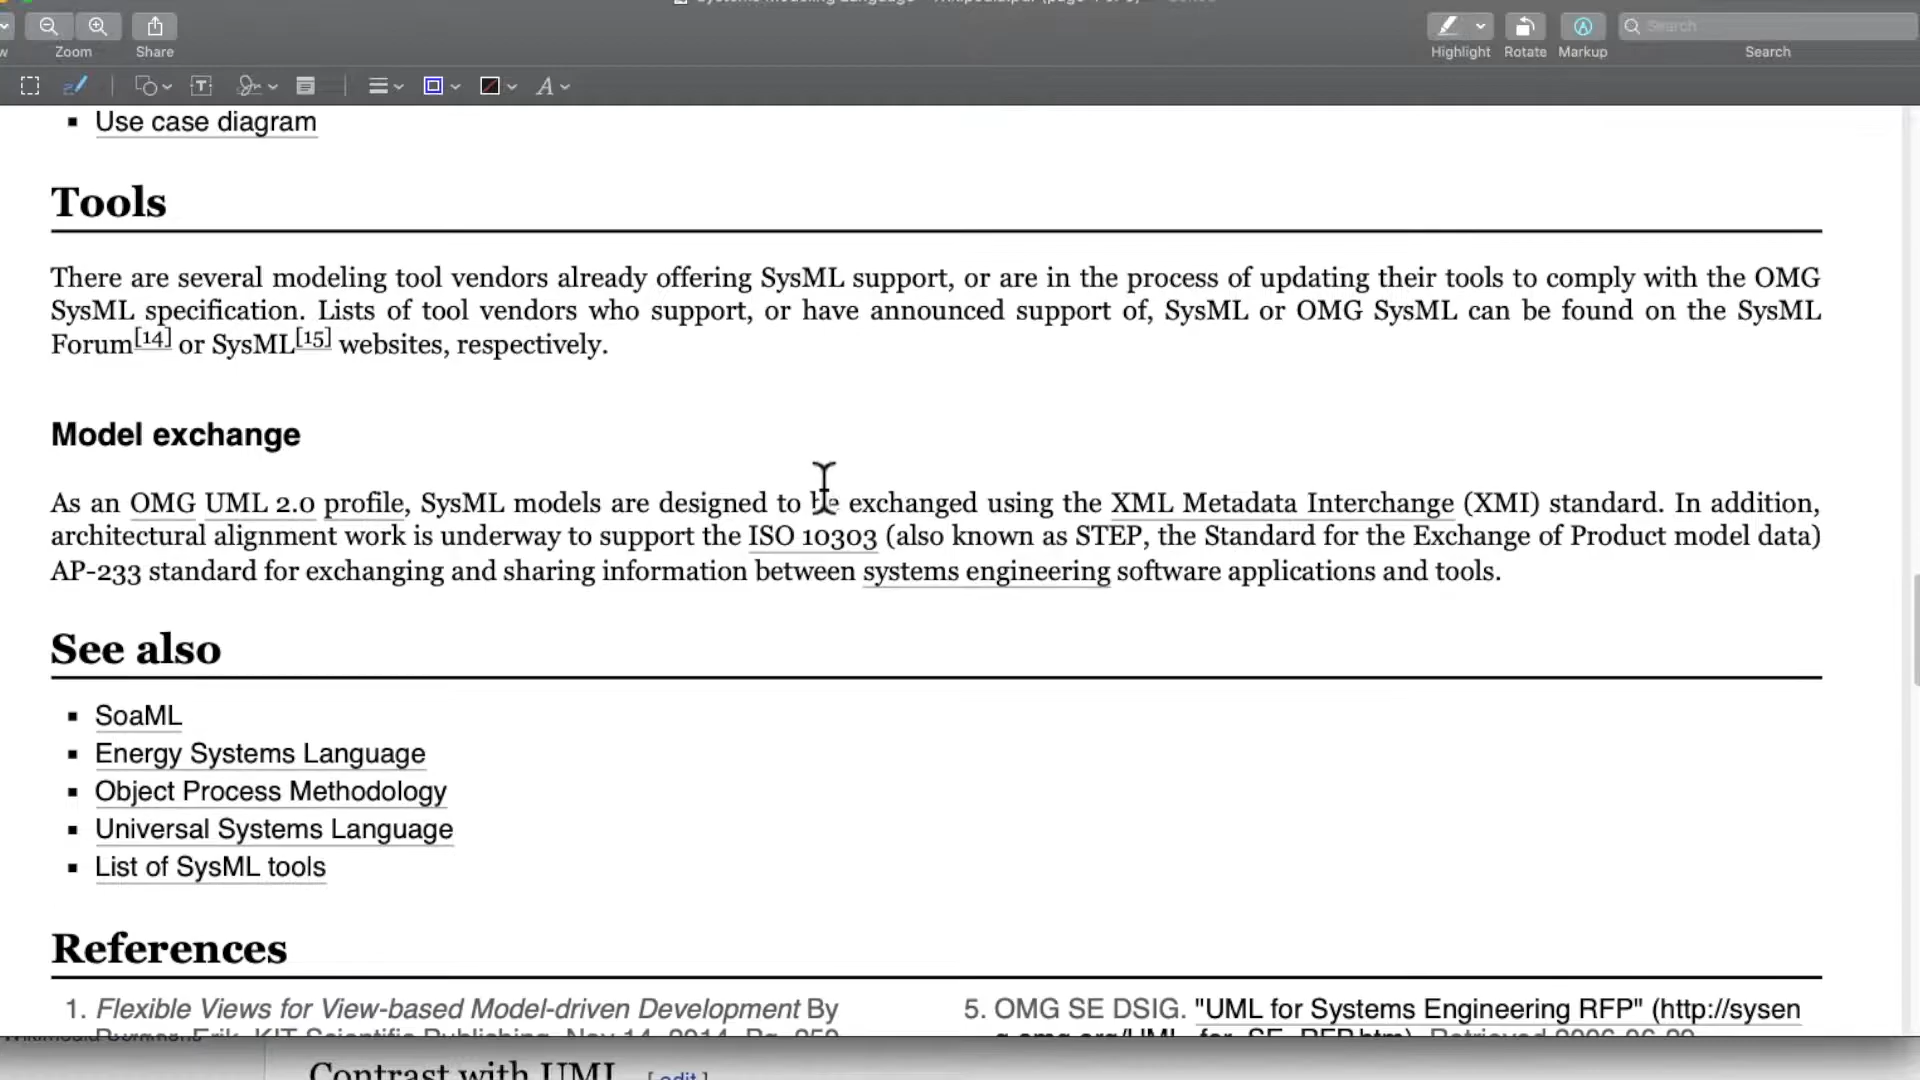 Zoom
Share
Highlight
Rotate
Markup
Search
Search
Use case diagram
Tools
There are several modeling tool vendors already offering SysML support, or are in the process of updating their tools to comply with the OMG
SysML specification. Lists of tool vendors who support, or have announced support of, SysML or OMG SysML can be found on the SysML
Forum[14] or SysML[15] websites, respectively.
Model exchange
As an OMG UML 2.0 profile, SysML models are designed to be exchanged using the XML Metadata Interchange (XMI) standard. In addition,
architectural alignment work is underway to support the ISO 10303 (also known as STEP, the Standard for the Exchange of Product model data)
AP-233 standard for exchanging and sharing information between systems engineering software applications and tools.
See also
SoaML
Energy Systems Language
Object Process Methodology
Universal Systems Language
List of SysML tools
References
1. Flexible Views for View-based Model-driven Development By
5. OMG SE DSIG. "UML for Systems Engineering RFP" (http://sysen
Contrast with UML [edit]